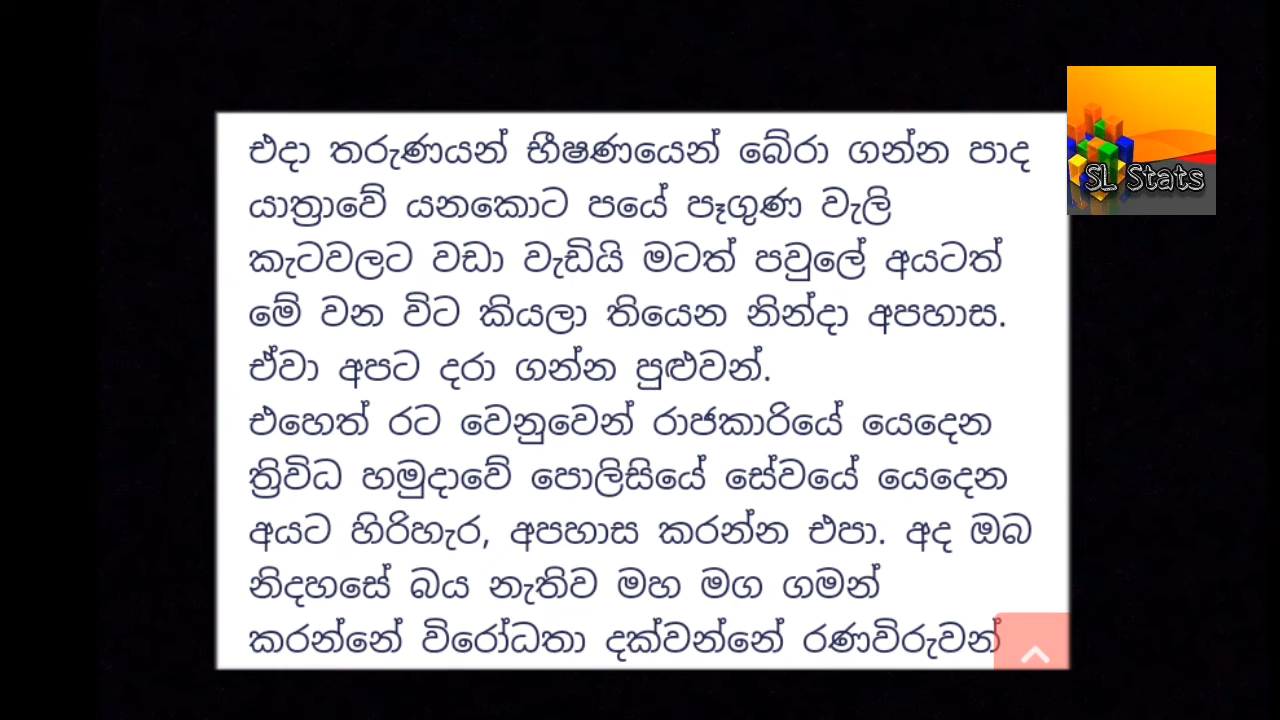 එදා තරුණයන් භීෂණයෙන් බේරා ගන්න පාද
යාත්‍රාවේ යනකොට පයේ පෑගුණ වැලි
කැටවලට වඩා වැඩියි මටත් පවුලේ අයටත්
මේ වන විට කියලා තියෙන නින්දා අපහාස.
ඒවා අපට දරා ගන්න පුළුවන්.
එහෙත් රට වෙනුවෙන් රාජකාරියේ යෙදෙන
ත්‍රිවිධ හමුදාවේ පොලිසියේ සේවයේ යෙදෙන
අයට හිරිහැර, අපහාස කරන්න එපා. අද ඔබ
නිදහසේ බය නැතිව මහ මග ගමන්
කරන්නේ විරෝධතා දක්වන්නේ රණවිරුවන්
SL Stats